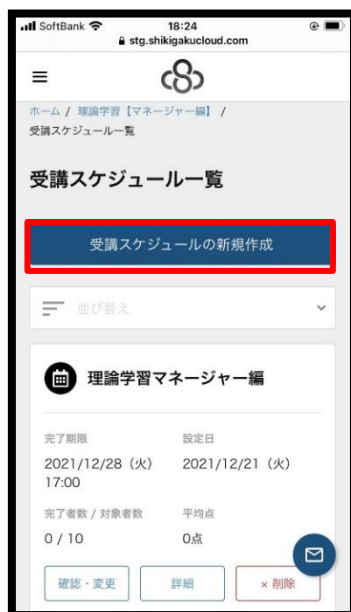 SoftBank 18:24
stg.shikigakucloud.com
ホーム / 理論学習【マネージャー編】 /
受講スケジュール一覧
受講スケジュール一覧
受講スケジュールの新規作成
並び替え
理論学習マネージャー編
完了期限 設定日
2021/12/28（火） 2021/12/21（火）
17:00
完了者数 / 対象者数 平均点
0 / 10 0点
確認・変更 詳細 × 削除